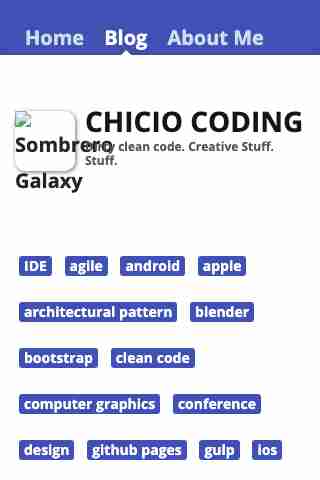 Home Blog About Me
CHICIO CODING
Sombrero
Galaxy
Dirty clean code. Creative Stuff.
Stuff.
IDE agile android apple
architectural pattern blender
bootstrap clean code
computer graphics conference
design github pages gulp ios